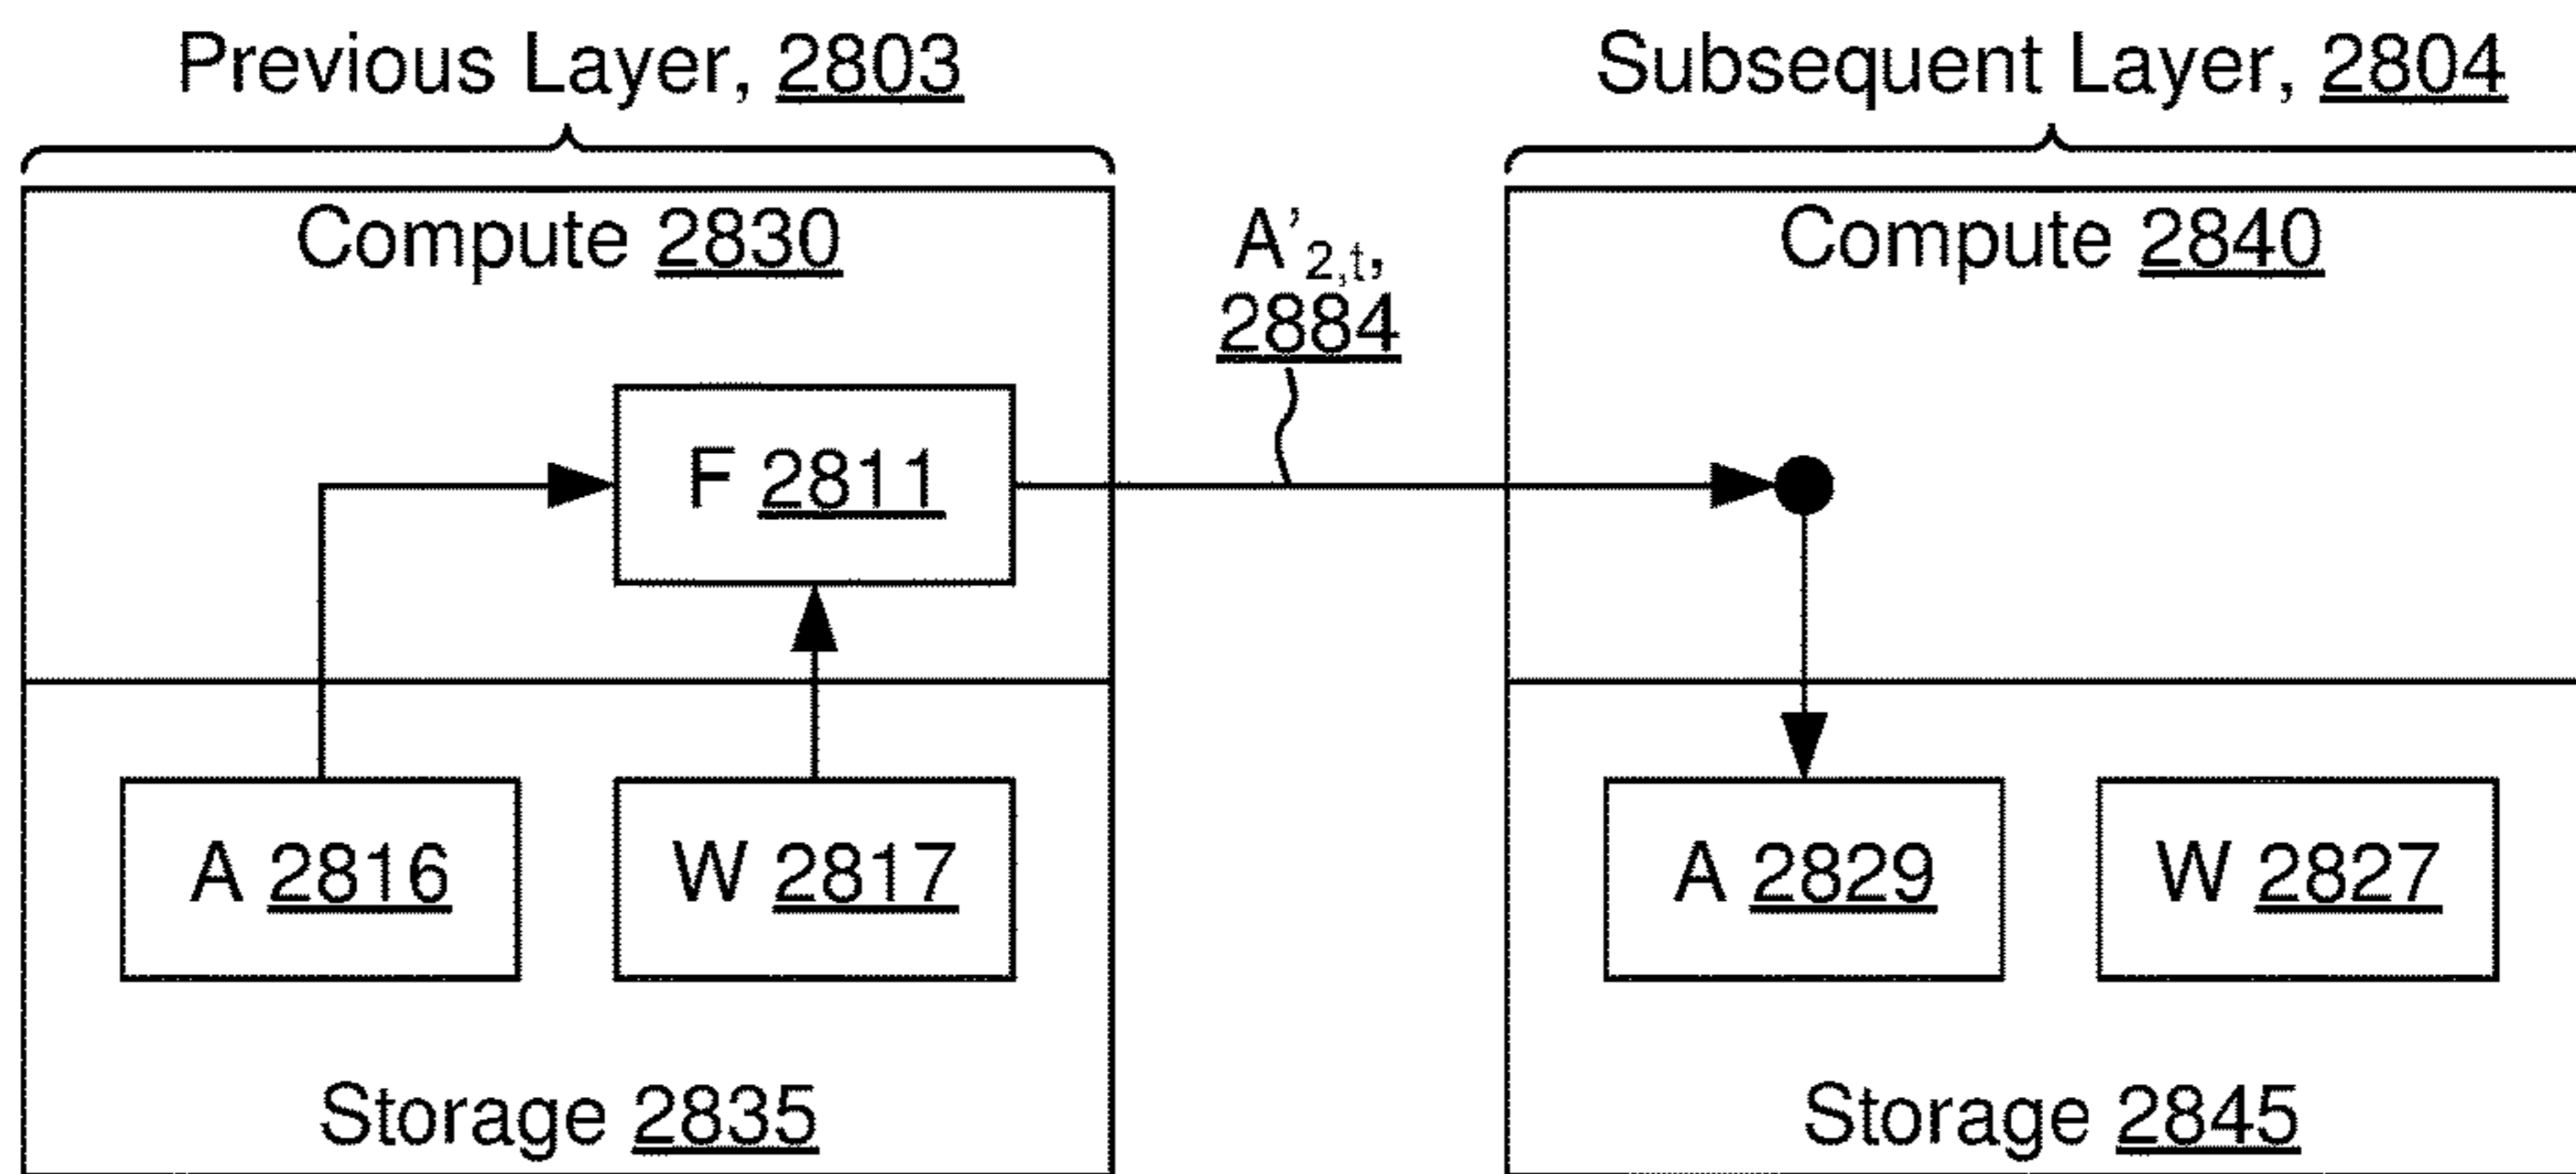 Previous Layer, 2803
Subsequent Layer, 2804
Compute 2830
A’2,t,
2884
Compute 2840
F 2811
A 2816
W 2817
A 2829
W 2827
Storage 2835
Storage 2845